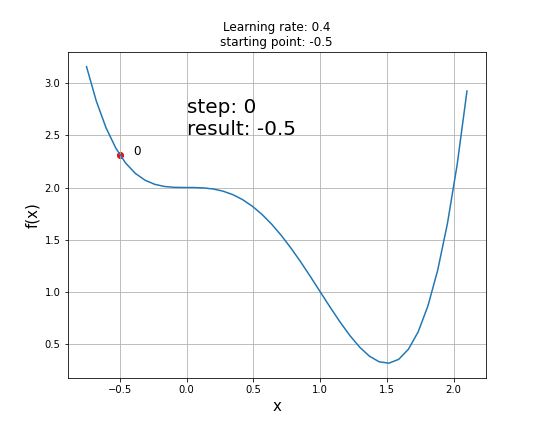 Learning rate: 0.4
starting point: -0.5
step: 0
result: -0.5
0
f(x)
3.0
2.5
2.0
1.5
1.0
0.5
−0.5 0.0 0.5 1.0 1.5 2.0
x